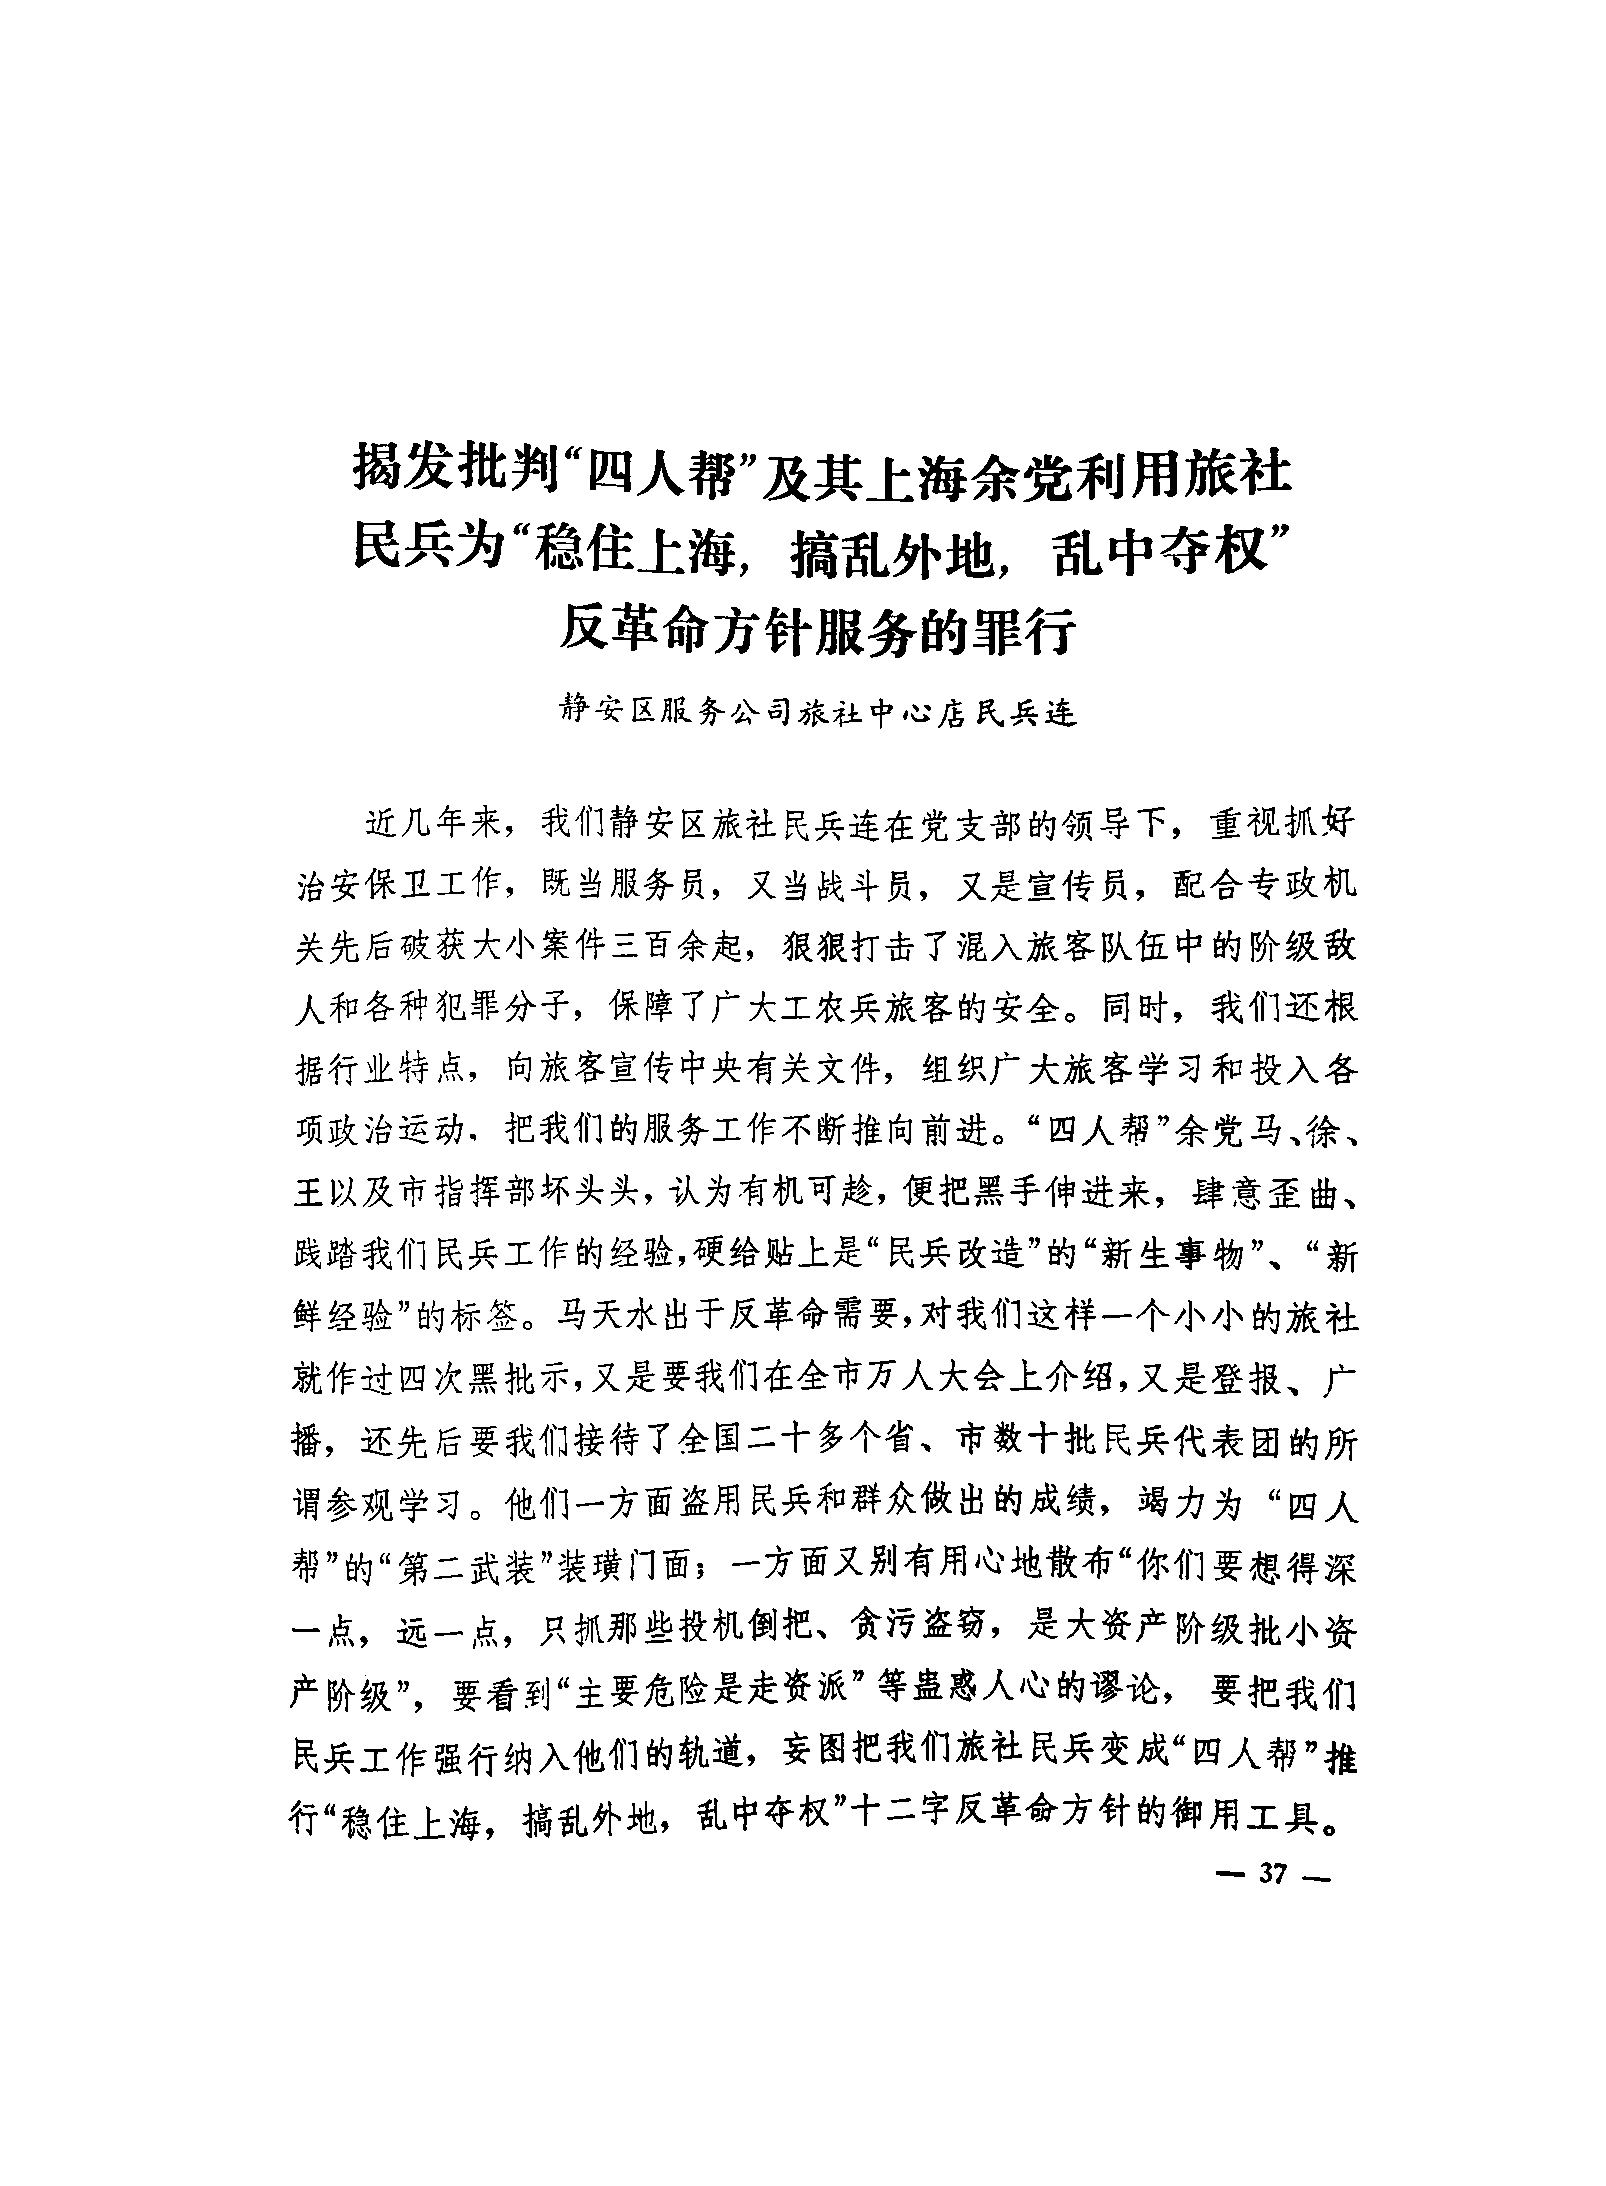 揭发批判“四人帮”及其上海余党利用旅社
民兵为“稳住上海，搞乱外地，乱中夺权”
反革命方针服务的罪行
静安区服务公司旅社中心店民兵连
近几年来，我们静安区旅社民兵连在党支部的领导下，重视抓好
治安保卫工作，既当服务员，又当战斗员，又是宣传员，配合专政机
关先后破获大小案件三百余起，狠狠打击了混入旅客队伍中的阶级敌
人和各种犯罪分子，保障了广大工农兵旅客的安全。同时，我们还根
据行业特点，向旅客宣传中央有关文件，组织广大旅客学习和投入各
项政治运动，把我们的服务工作不断推向前进。“四人帮”余党马、徐、
王以及市指挥部坏头头，认为有机可趁，便把黑手伸进来，肆意歪曲、
践踏我们民兵工作的经验，硬给贴上是“民兵改造”的“新生事物”、“新
鲜经验”的标签。马天水出于反革命需要，对我们这样一个小小的旅社
就作过四次黑批示，又是要我们在全市万人大会上介绍，又是登报、广
播，还先后要我们接待了全国二十多个省、市数十批民兵代表团的所
谓参观学习。他们一方面盗用民兵和群众做出的成绩，竭力为“四人
帮”的“第二武装”装璜门面；一方面又别有用心地散布“你们要想得深
一点，远一点，只抓那些投机倒把、贪污盗窃，是大资产阶级批小资
产阶级”，要看到“主要危险是走资派”等蛊惑人心的谬论，要把我们
民兵工作强行纳入他们的轨道，妄图把我们旅社民兵变成“四人帮”推
行“稳住上海，搞乱外地，乱中夺权”十二字反革命方针的御用工具。
— 37 —